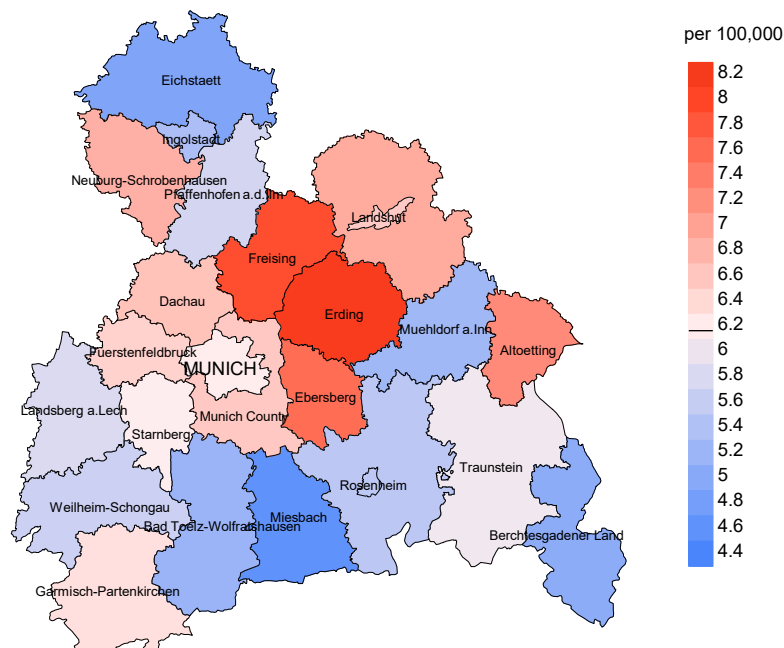 per 100,000
8.2
8
7.8
7.6
7.4
7.2
7
6.8
6.6
6.4
6.2
6
5.8
5.6
5.4
5.2
5
4.8
4.6
4.4
Eichstaett
Ingolstadt
Neuburg-Schrobenhausen
Pfaffenhofen a.d.Ilm
Landshut
Freising
Dachau
Erding
Muehldorf a.Inn
Altoetting
Fuerstenfeldbruck
MUNICH
Ebersberg
Landsberg a.Lech
Munich County
Starnberg
Traunstein
Rosenheim
Weilheim-Schongau
Miesbach
Bad Toelz-Wolfratshausen
Berchtesgadener Land
Garmisch-Partenkirchen